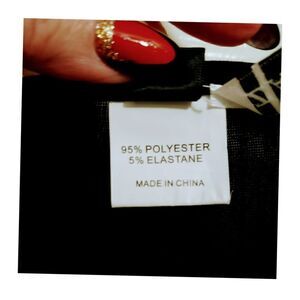 95% POLYESTER
5% ELASTANE
MADE IN CHINA